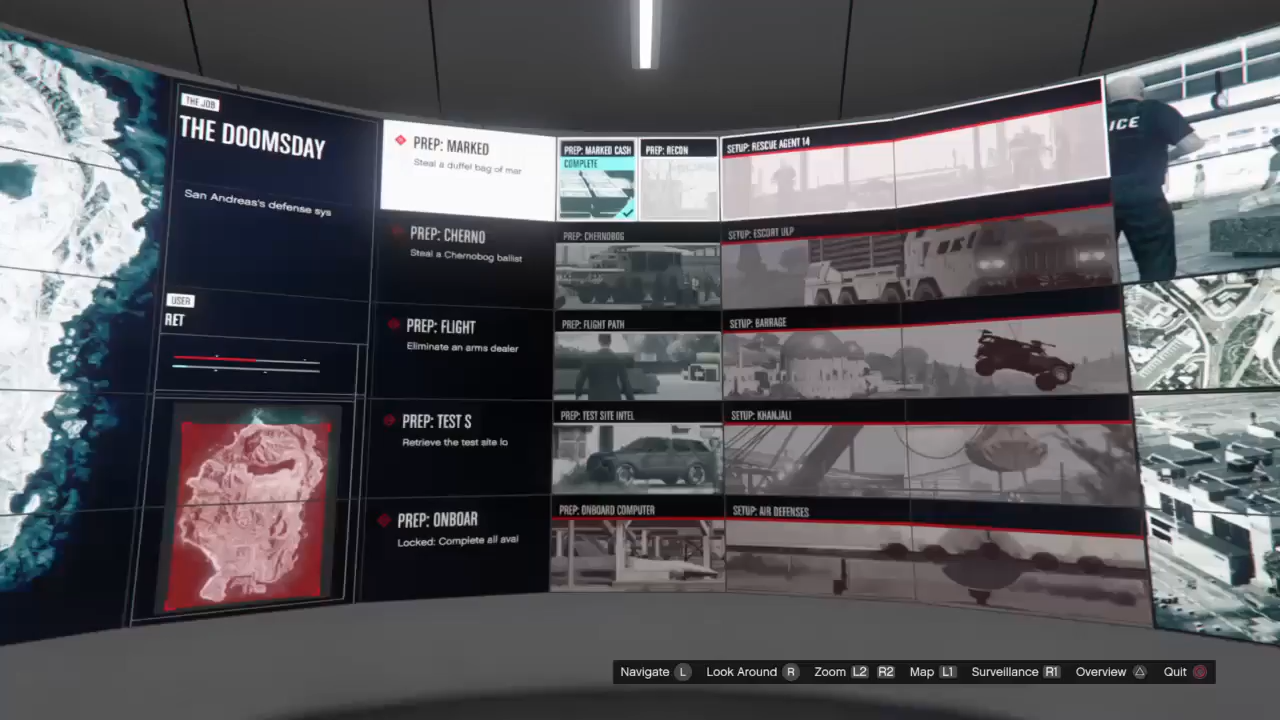 THE JOB
THE DOOMSDAY
San Andreas's defense sys
USER
RET
PREP: MARKED
Steal a duffel bag of mar
PREP: CHERNO
Steal a Chernobog ballist
PREP: FLIGHT
Eliminate an arms dealer
PREP: TEST S
Retrieve the test site lo
PREP: ONBOAR
Locked: Complete all avai
PREP: MARKED CASH
COMPLETE
PREP: RECON
SETUP: RESCUE AGENT 14
PREP: CHERNOBOG
SETUP: ESCORT ULP
PREP: FLIGHT PATH
SETUP: BARRAGE
PREP: TEST SITE INTEL
SETUP: KHANJALI
PREP: ONBOARD COMPUTER
SETUP: AIR DEFENSES
ICE
Navigate L Look Around R Zoom L2 R2 Map L1 Surveillance R1 Overview Quit